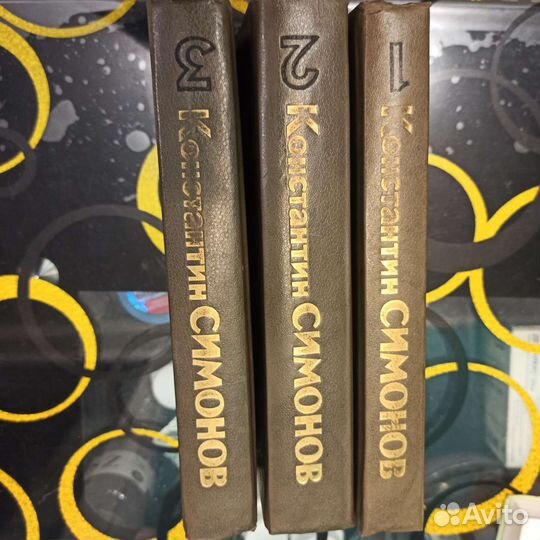 3 Константин СИМОНОВ
2 Константин СИМОНОВ
1 Константин СИМОНОВ
Avito